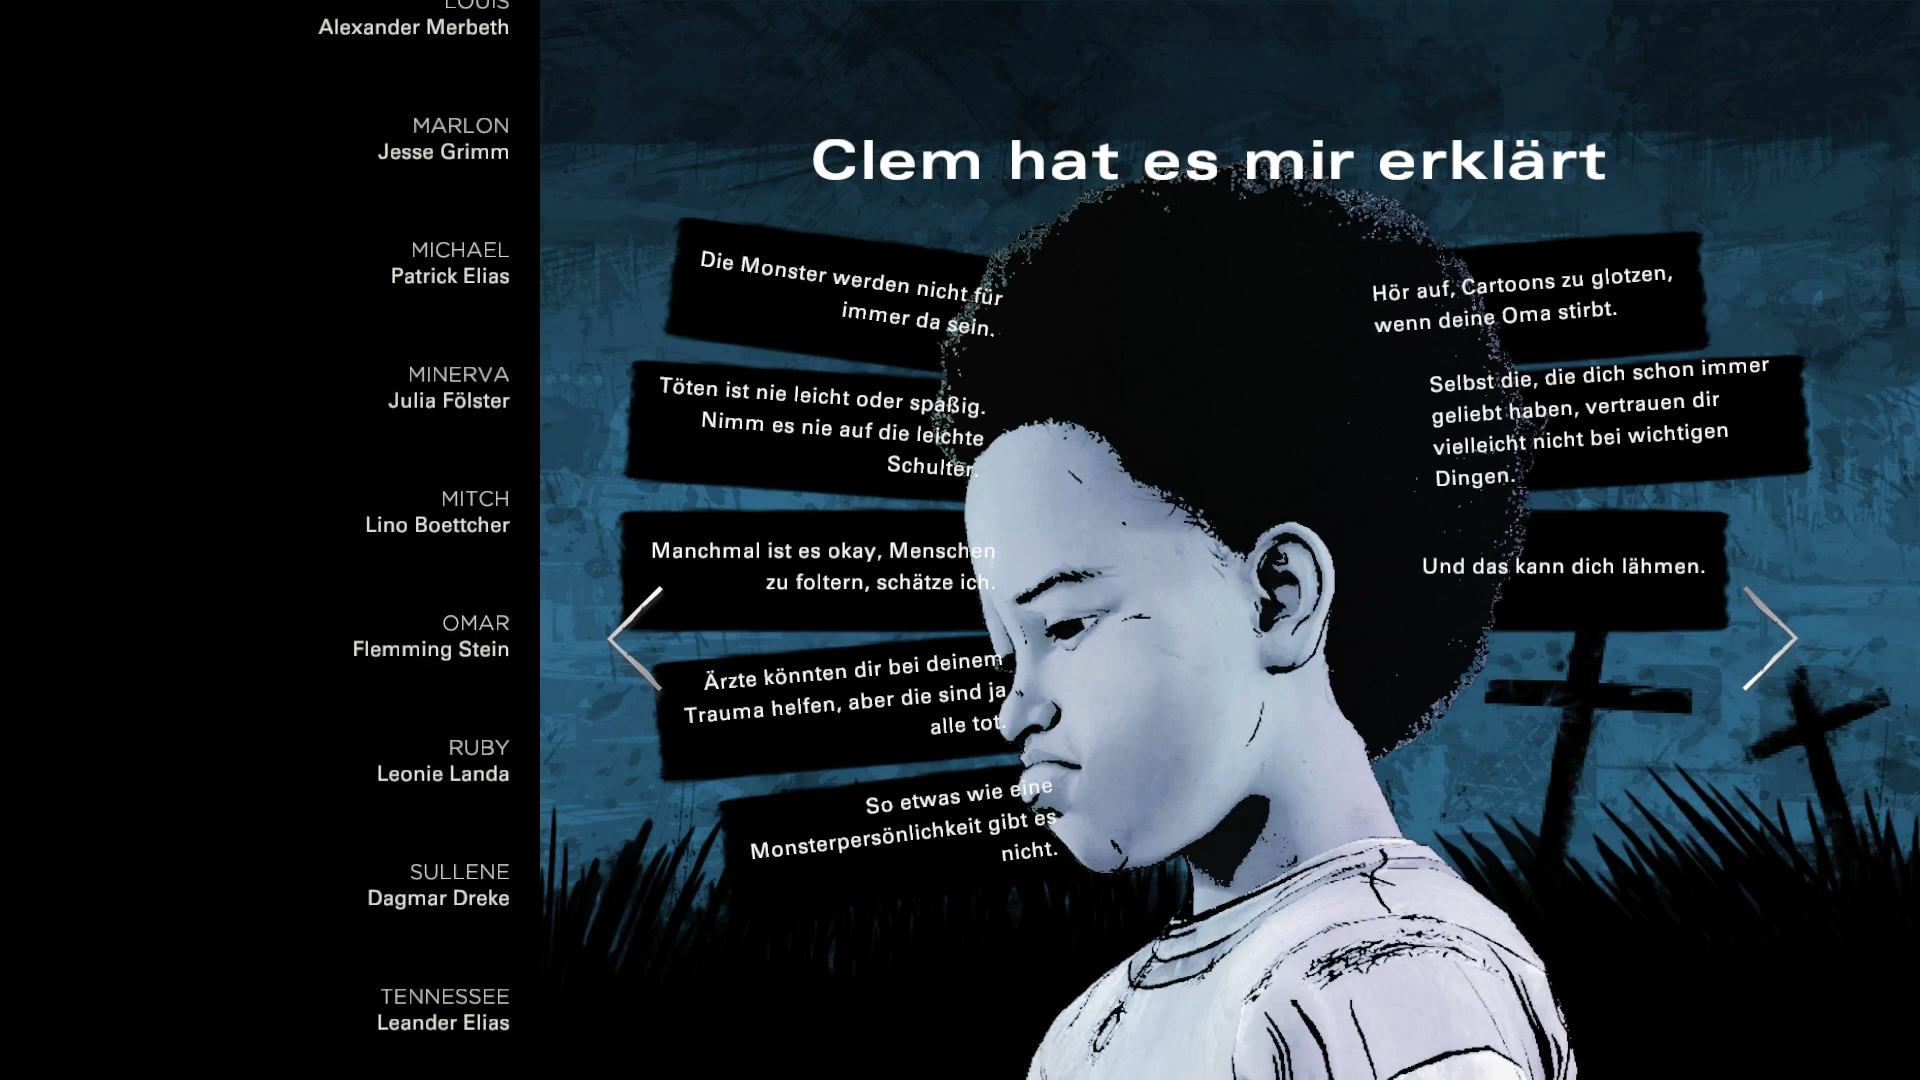 LOUIS
Alexander Merbeth
MARLON
Jesse Grimm
MICHAEL
Patrick Elias
MINERVA
Julia Fölster
MITCH
Lino Boettcher
OMAR
Flemming Stein
RUBY
Leonie Landa
SULLENE
Dagmar Dreke
TENNESSEE
Leander Elias
Clem hat es mir erklärt
Die Monster werden nicht für
immer da sein.
Töten ist nie leicht oder spaßig.
Nimm es nie auf die leichte
Schulter.
Manchmal ist es okay, Menschen
zu foltern, schätze ich.
Ärzte könnten dir bei deinem
Trauma helfen, aber die sind ja
alle tot.
So etwas wie eine
Monsterpersönlichkeit gibt es
nicht.
Hör auf, Cartoons zu glotzen,
wenn deine Oma stirbt.
Selbst die, die dich schon immer
geliebt haben, vertrauen dir
vielleicht nicht bei wichtigen
Dingen.
Und das kann dich lähmen.